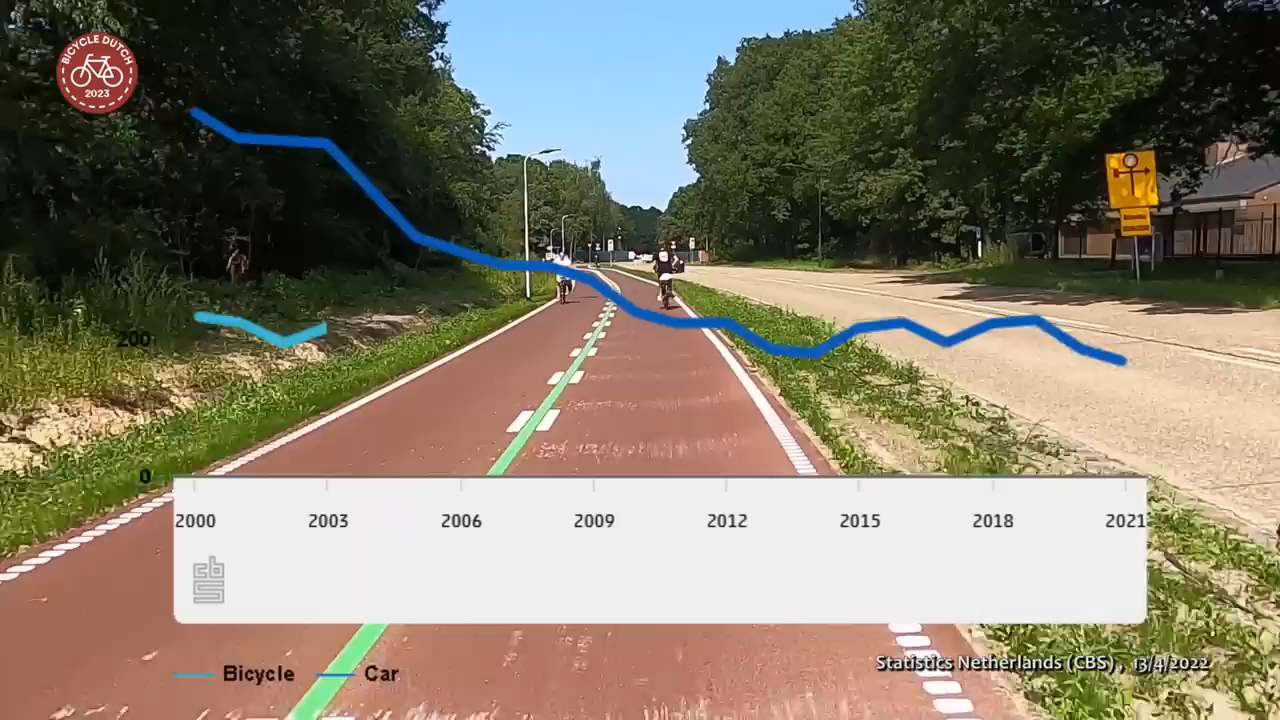 BICYCLE DUTCH
2023
200
0
2000 2003 2006 2009 2012 2015 2018 2021
cbs
Bicycle Car
Statistics Netherlands (CBS) , 13/4/2022